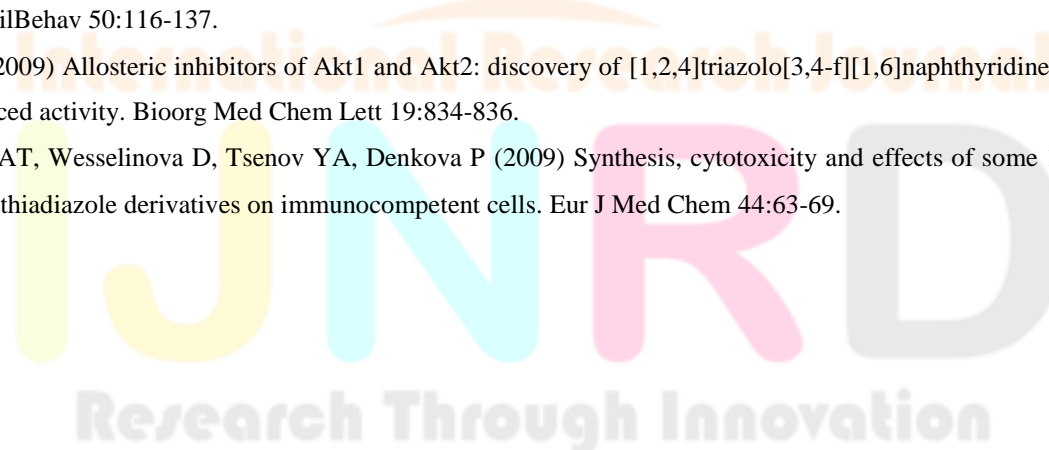 ilBehav 50:116-137.
International Research Journal
2009) Allosteric inhibitors of Akt1 and Akt2: discovery of [1,2,4]triazolo[3,4-f][1,6]naphthyridine
ced activity. Bioorg Med Chem Lett 19:834-836.
AT, Wesselinova D, Tsenov YA, Denkova P (2009) Synthesis, cytotoxicity and effects of some
thiadiazole derivatives on immunocompetent cells. Eur J Med Chem 44:63-69.
IJNRD
Research Through Innovation